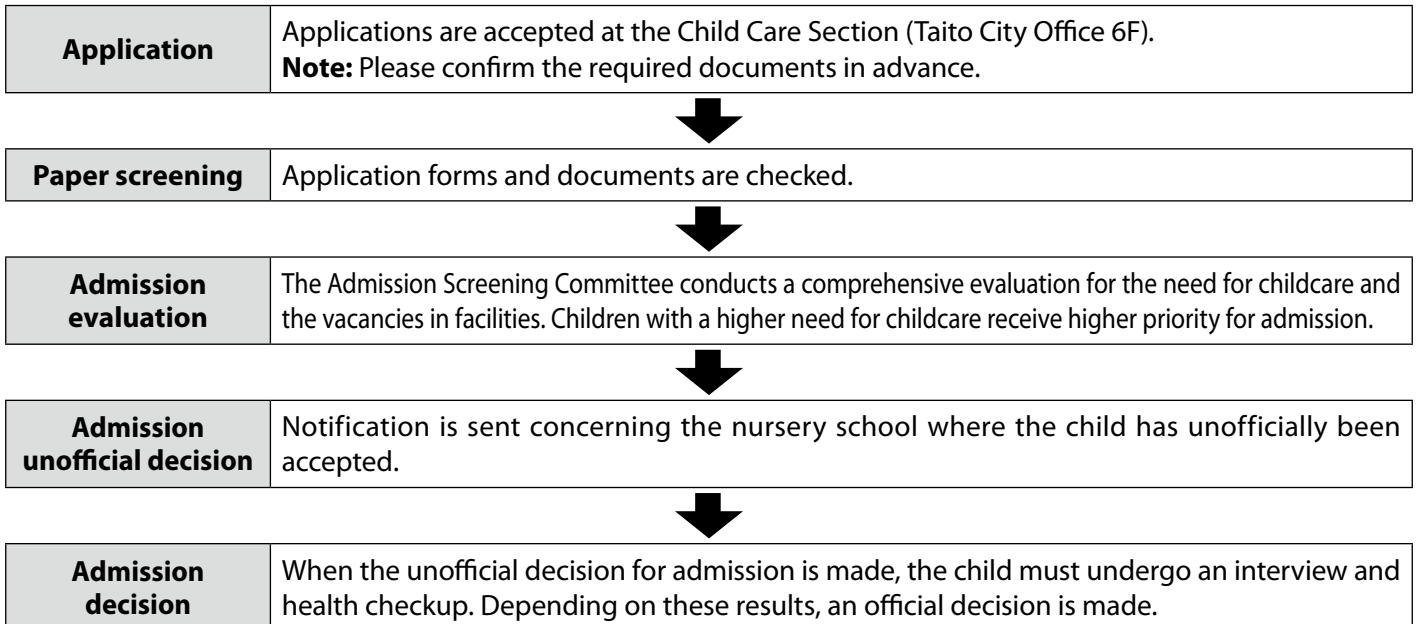 Application
Applications are accepted at the Child Care Section (Taito City Office 6F).
Note: Please confirm the required documents in advance.
Paper screening
Application forms and documents are checked.
Admission
evaluation
The Admission Screening Committee conducts a comprehensive evaluation for the need for childcare and
the vacancies in facilities. Children with a higher need for childcare receive higher priority for admission.
Admission
unofficial decision
Notification is sent concerning the nursery school where the child has unofficially been
accepted.
Admission
decision
When the unofficial decision for admission is made, the child must undergo an interview and
health checkup. Depending on these results, an official decision is made.